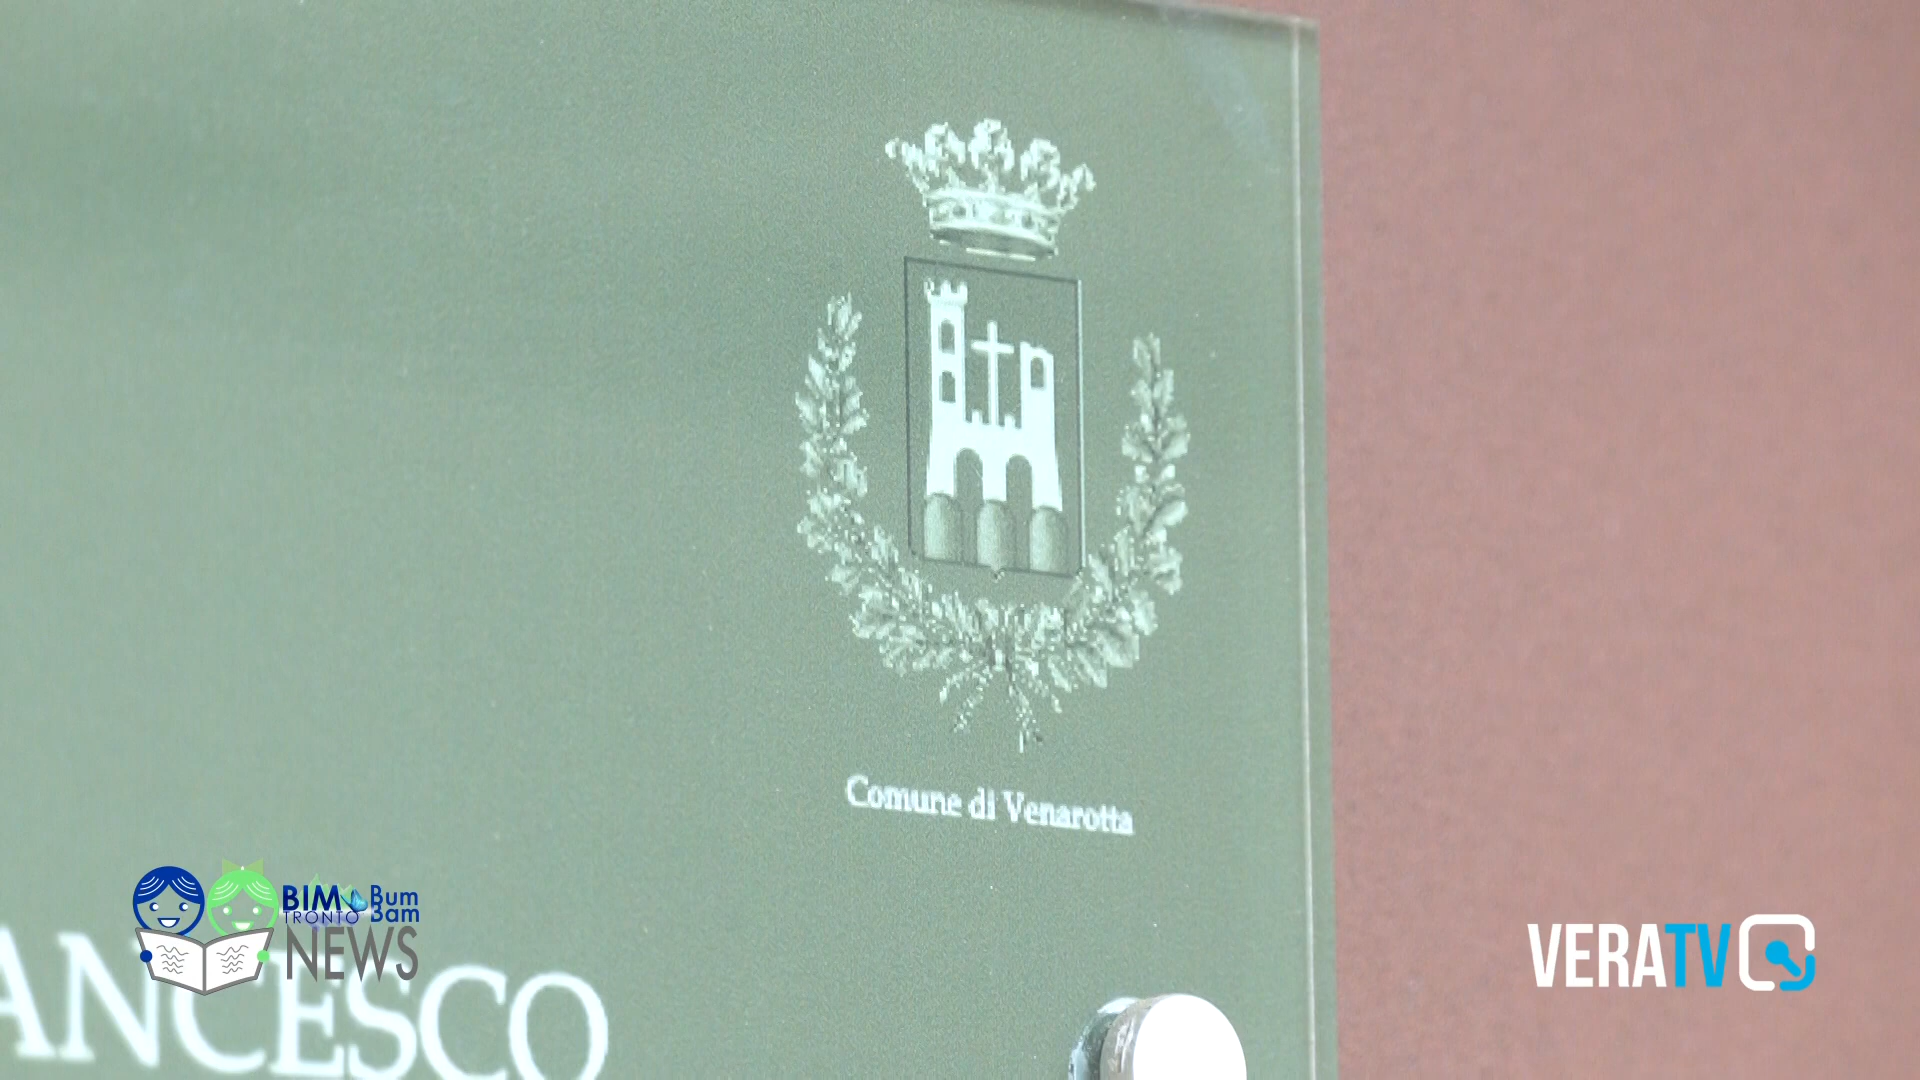 Comune di Venarotta
ANCESCO
BIM Bum
TRONTO Bam
NEWS
VERATV